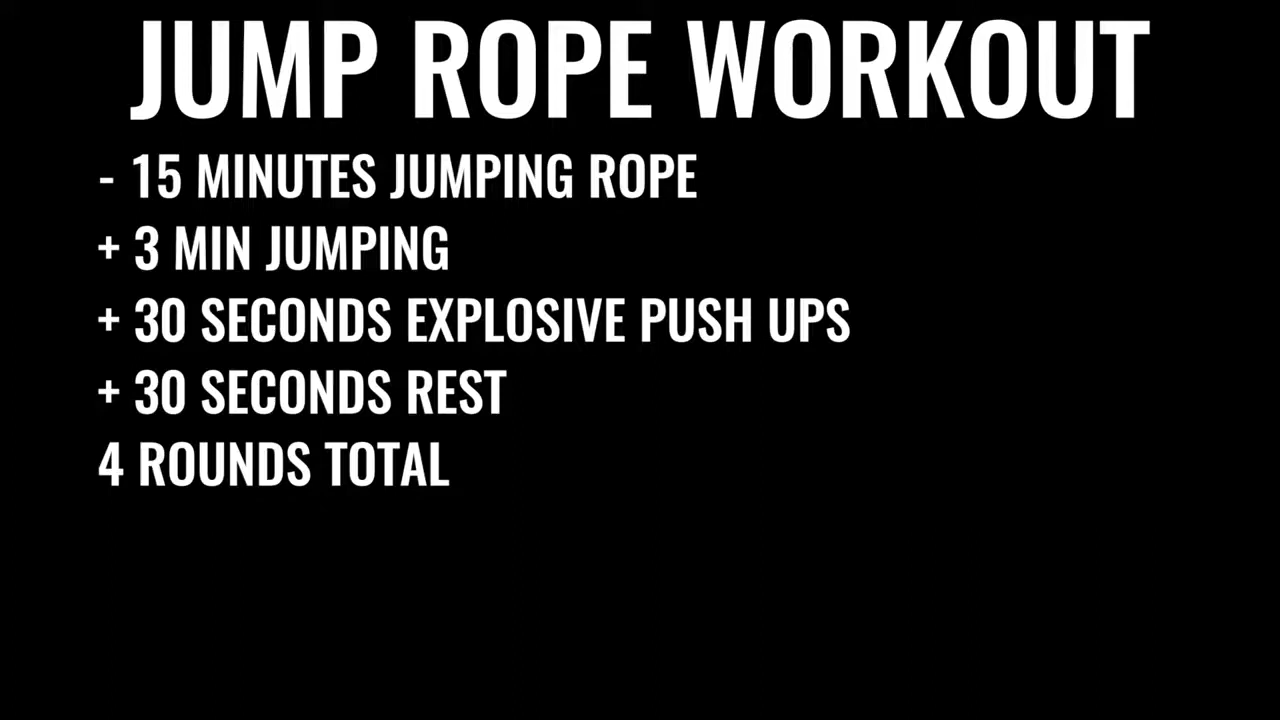 JUMP ROPE WORKOUT
- 15 MINUTES JUMPING ROPE
+ 3 MIN JUMPING
+ 30 SECONDS EXPLOSIVE PUSH UPS
+ 30 SECONDS REST
4 ROUNDS TOTAL